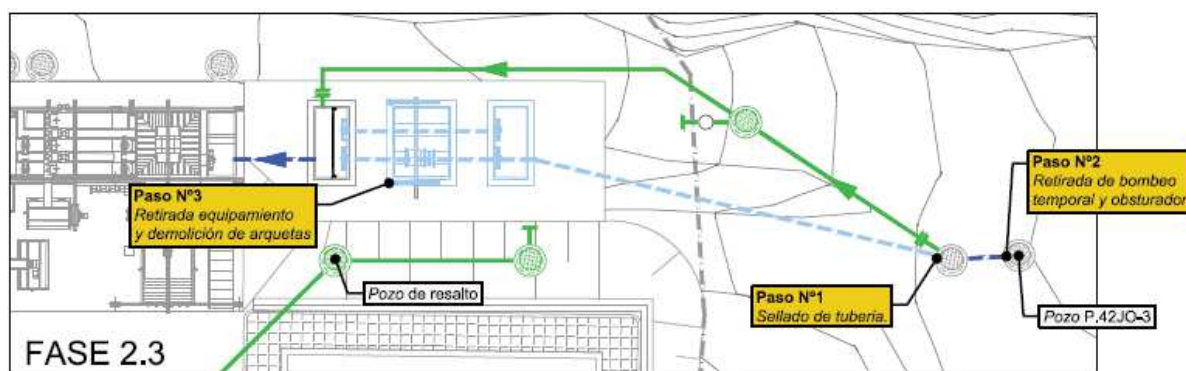 Paso Nº3
Retirada equipamiento
y demolición de arquetas
Pozo de resalto
Paso Nº2
Retirada de bombeo
temporal y obsturador
Paso Nº1
Sellado de tubería.
Pozo P.42JO-3
FASE 2.3